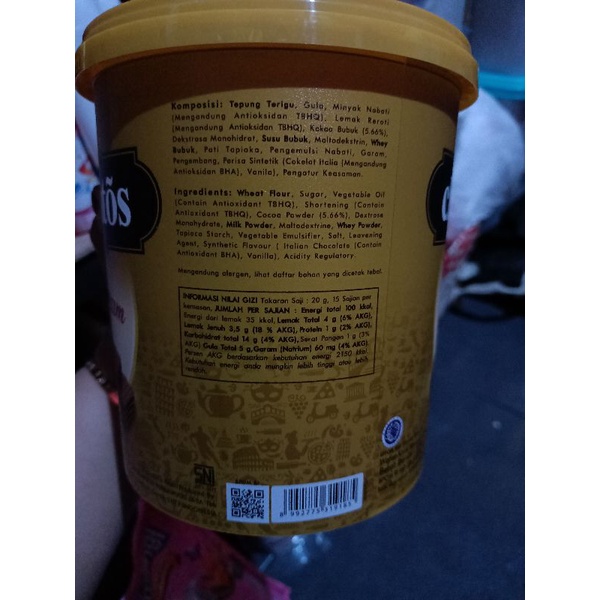 Komposisi: Tepung Terigu, Gula, Minyak Nabati
(Mengandung Antioksidan TBHQ), Lemak Reroti
(Mengandung Antioksidan TBHQ), Kakao Bubuk (5.66%),
Dekstrosa Monohidrat, Susu Bubuk, Maltodekstrin, Whey
Bubuk, Pati Tapioka, Pengemulsi Nabati, Garam,
Pengembang, Perisa Sintetik (Cokelat Italia (Mengandung
Antioksidan BHA), Vanila), Pengatur Keasaman.
Ingredients: Wheat Flour, Sugar, Vegetable Oil
(Contain Antioxidant TBHQ), Shortening (Contain
Antioxidant TBHQ), Cocoa Powder (5.66%), Dextrose
Monohydrate, Milk Powder, Maltodextrine, Whey Powder,
Tapioca Starch, Vegetable Emulsifier, Salt, Leavening
Agent, Synthetic Flavour ( Italian Chocolate (Contain
Antioxidant BHA), Vanilla), Acidity Regulatory.
Mengandung alergen, lihat daftar bahan yang dicetak tebal.
INFORMASI NILAI GIZI Takaran Saji : 20 g, 15 Sajian per
kemasan, JUMLAH PER SAJIAN : Energi total 100 kkal,
Energi dari lemak 35 kkal, Lemak Total 4 g (6% AKG),
Lemak Jenuh 3,5 g (18 % AKG), Protein 1 g (2% AKG),
Karbohidrat total 14 g (4% AKG), Serat Pangan 1 g (3%
AKG) Gula Total 5 g, Garam (Natrium) 60 mg (4% AKG).
Persen AKG berdasarkan kebutuhan energi 2150 kkal.
Kebutuhan energi anda mungkin lebih tinggi atau lebih
rendah.
õs
SNI